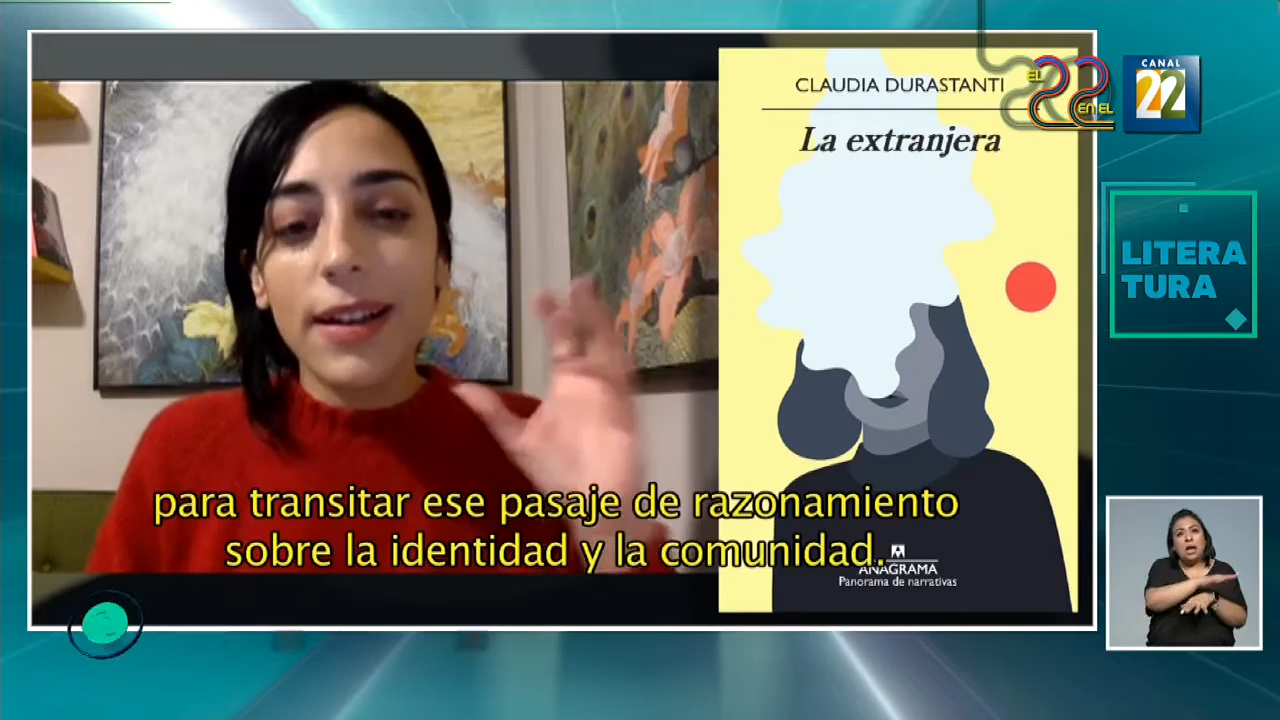 CLAUDIA DURASTANTI
La extranjera
EL 22 EN EL
CANAL
22
LITERA
TURA
para transitar ese pasaje de razonamiento
sobre la identidad y la comunidad.
ANAGRAMA
Panorama de narrativas